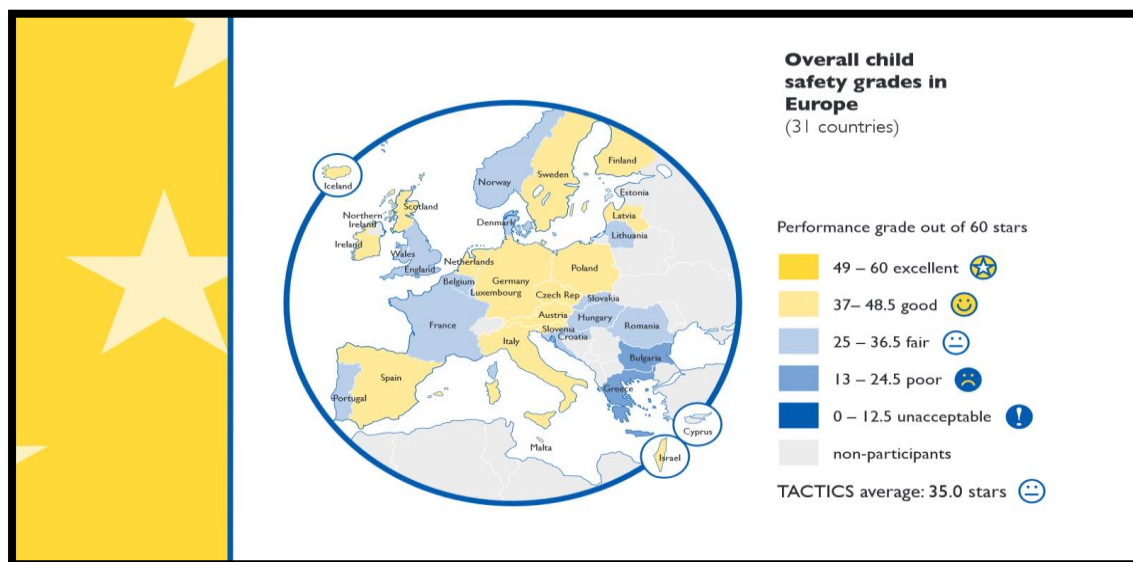 Overall child
safety grades in
Europe
(31 countries)
Iceland
Norway
Sweden
Finland
Estonia
Scotland
Northern
Ireland
Ireland
Denmark
Latvia
Lithuania
Wales
England
Netherlands
Belgium
Luxembourg
Germany
Poland
Czech Rep
Slovakia
Austria
Hungary
Romania
France
Slovenia
Croatia
Italy
Bulgaria
Spain
Portugal
Greece
Cyprus
Malta
Israel
Performance grade out of 60 stars
49 – 60 excellent
37– 48.5 good
25 – 36.5 fair
13 – 24.5 poor
0 – 12.5 unacceptable !
non-participants
TACTICS average: 35.0 stars